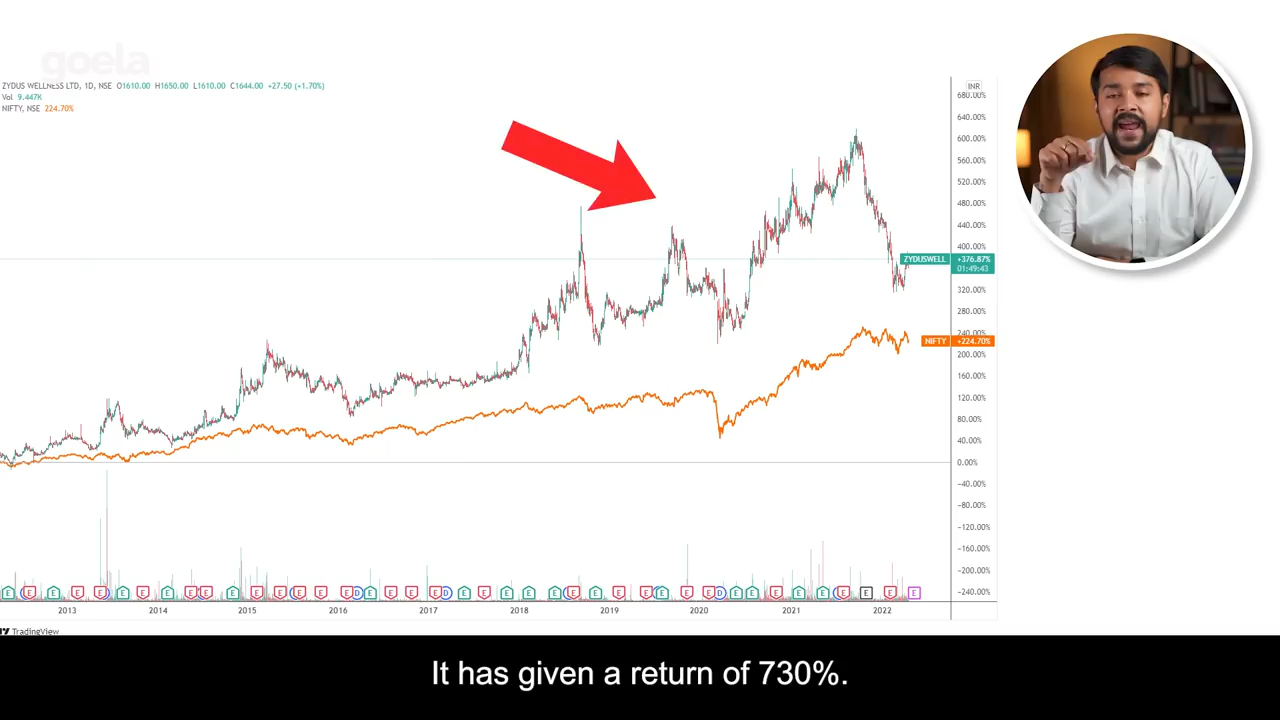 goela
ZYDUS WELLNESS LTD, 1D, NSE O1610.00 H1650.00 L1610.00 C1644.00 +27.50 (+1.70%)
Vol 9.447K
NIFTY, NSE 224.70%
INR
680.00%
640.00%
600.00%
560.00%
520.00%
480.00%
440.00%
400.00%
ZYDUSWELL +376.87%
01:49:43
320.00%
280.00%
240.00%
NIFTY +224.70%
200.00%
160.00%
120.00%
80.00%
40.00%
0.00%
−40.00%
−80.00%
−120.00%
−160.00%
−200.00%
−240.00%
E E E E E E E E E E E E E D E E E E D E E E E E E E E E E E E D E E E E E E E E E
2013 2014 2015 2016 2017 2018 2019 2020 2021 2022
TradingView
It has given a return of 730%.